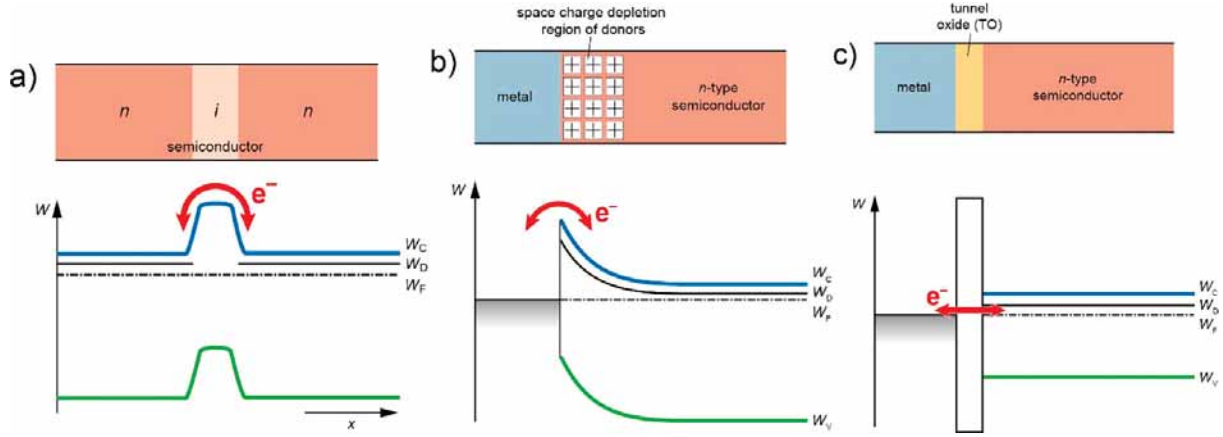 a)
n
i
n
semiconductor
e⁻
W
W_C
W_D
W_F
x
b)
space charge depletion
region of donors
metal
n-type
semiconductor
e⁻
W
W_C
W_D
W_F
W_V
c)
tunnel
oxide (TO)
metal
n-type
semiconductor
W
e⁻
W_C
W_D
W_F
W_V